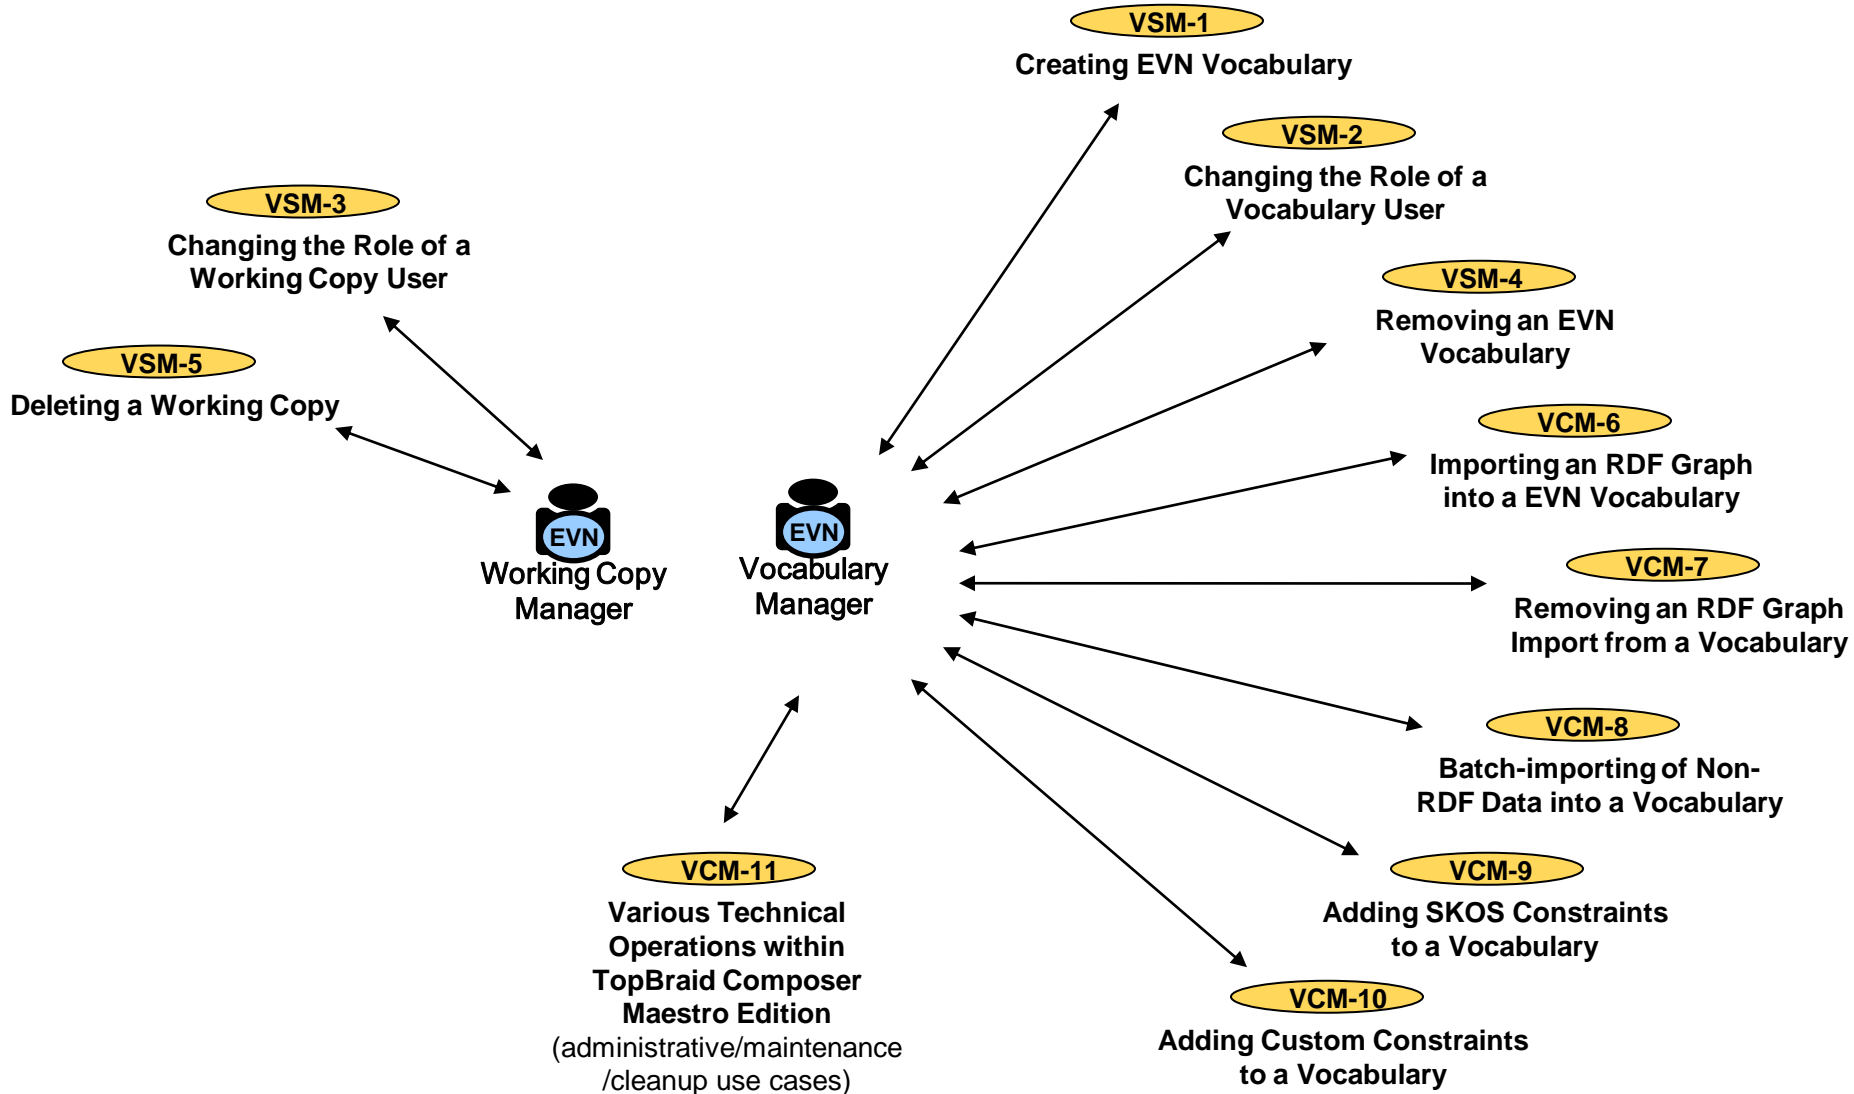 VSM-1
Creating EVN Vocabulary
VSM-2
Changing the Role of a
Vocabulary User
VSM-3
Changing the Role of a
Working Copy User
VSM-4
Removing an EVN
Vocabulary
VSM-5
Deleting a Working Copy
VCM-6
Importing an RDF Graph
into a EVN Vocabulary
EVN
Working Copy
Manager
EVN
Vocabulary
Manager
VCM-7
Removing an RDF Graph
Import from a Vocabulary
VCM-8
Batch-importing of Non-
RDF Data into a Vocabulary
VCM-9
Adding SKOS Constraints
to a Vocabulary
VCM-10
Adding Custom Constraints
to a Vocabulary
VCM-11
Various Technical
Operations within
TopBraid Composer
Maestro Edition
(administrative/maintenance
/cleanup use cases)